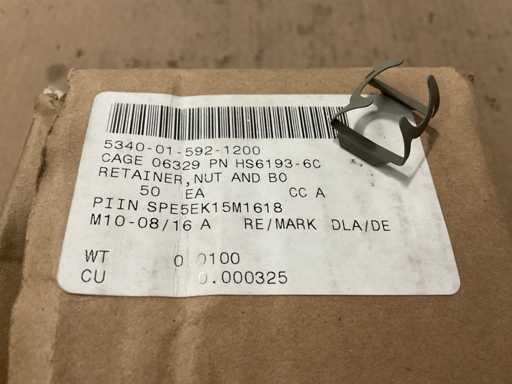 5340-01-592-1200
CAGE 06329 PN HS6193-6C
RETAINER, NUT AND BO
50 EA CC A
PIIN SPE5EK15M1618
M10-08/16 A RE/MARK DLA/DE
WT 0.0100
CU 0.000325